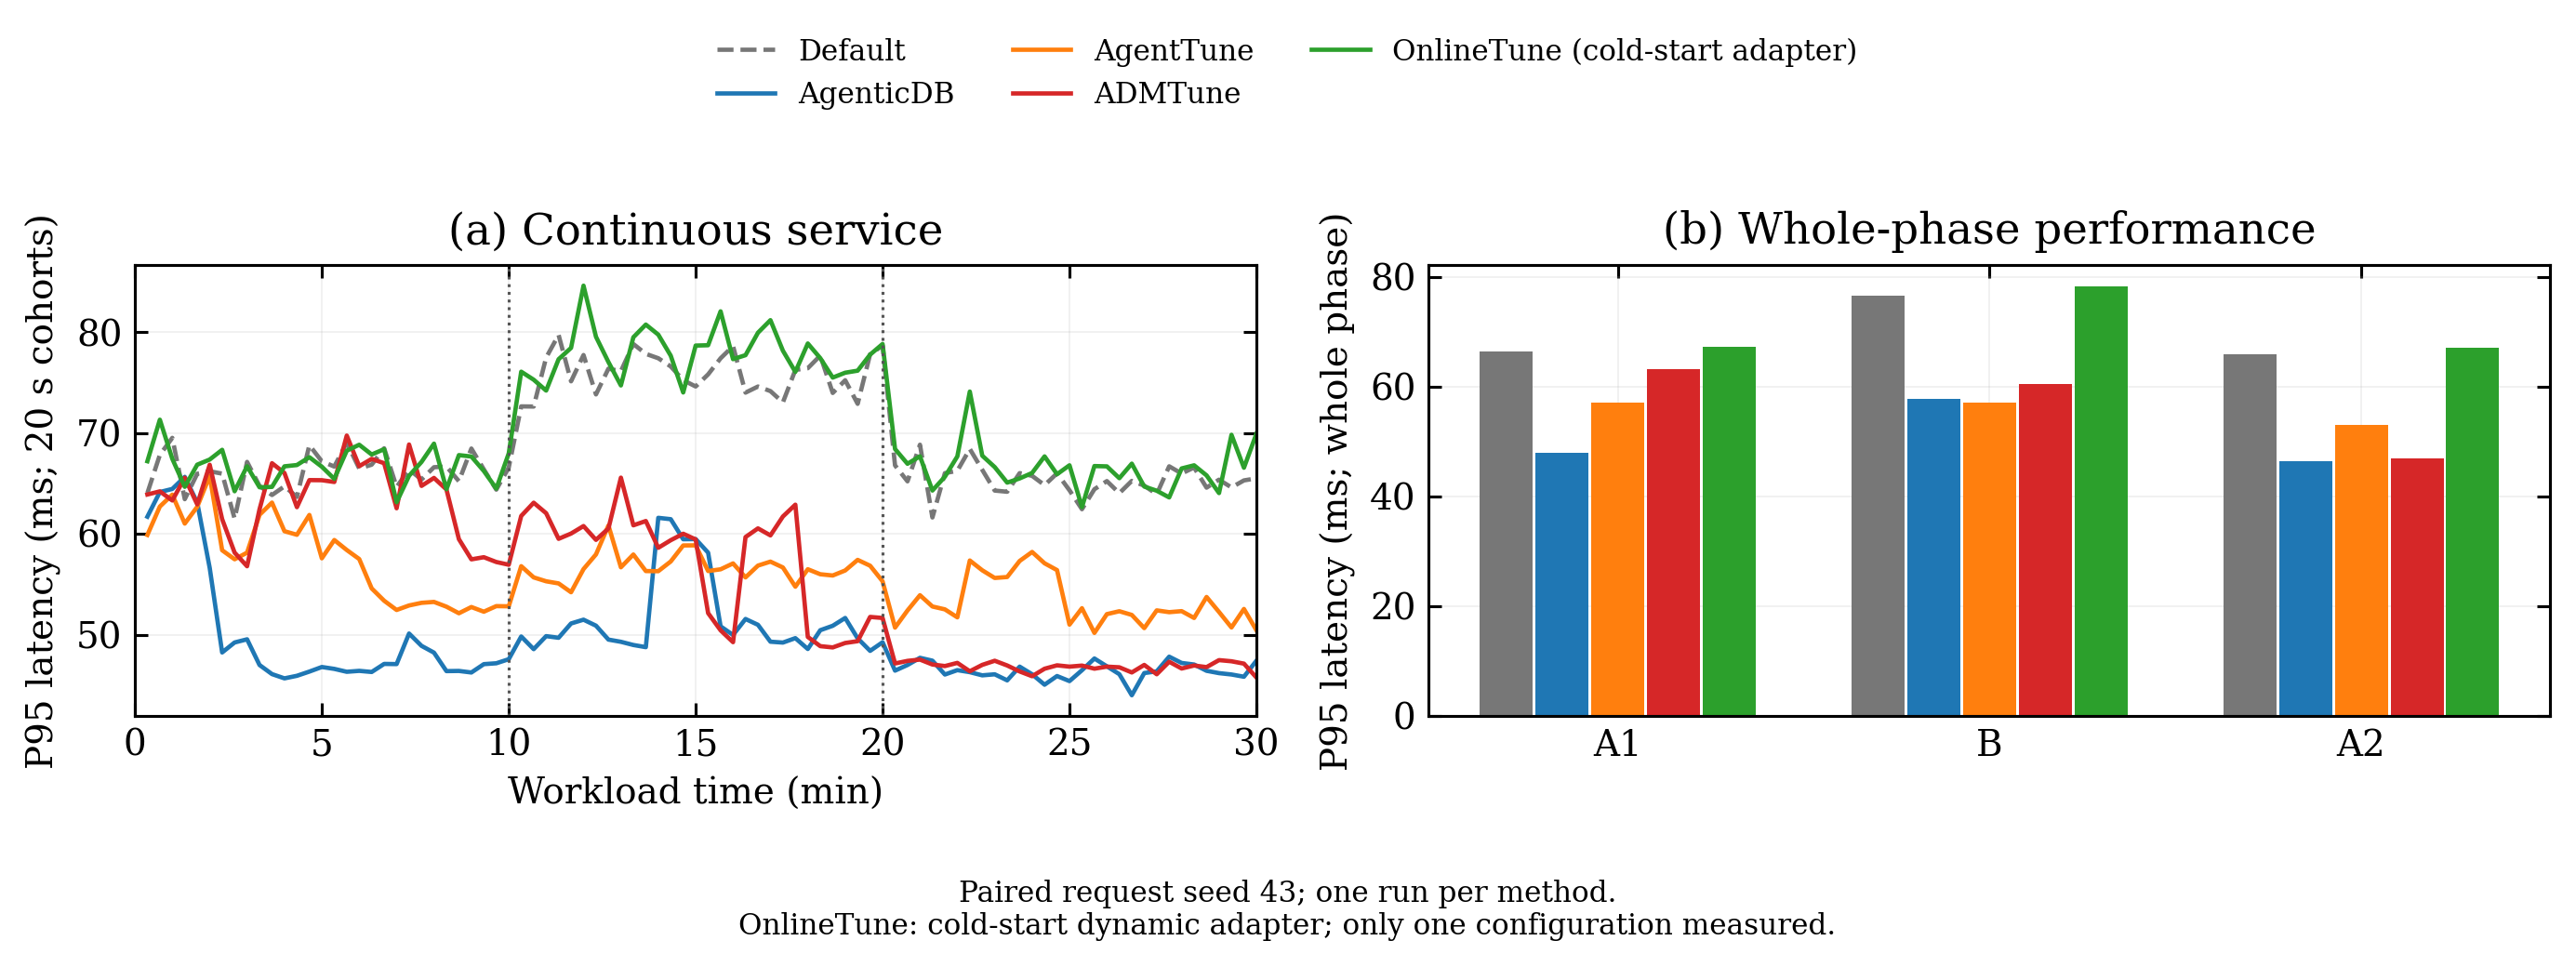 Default
AgenticDB
AgentTune
ADMTune
OnlineTune (cold-start adapter)
(a) Continuous service
P95 latency (ms; 20 s cohorts)
80
70
60
50
0 5 10 15 20 25 30
Workload time (min)
(b) Whole-phase performance
P95 latency (ms; whole phase)
80
60
40
20
0
A1 B A2
Paired request seed 43; one run per method.
OnlineTune: cold-start dynamic adapter; only one configuration measured.